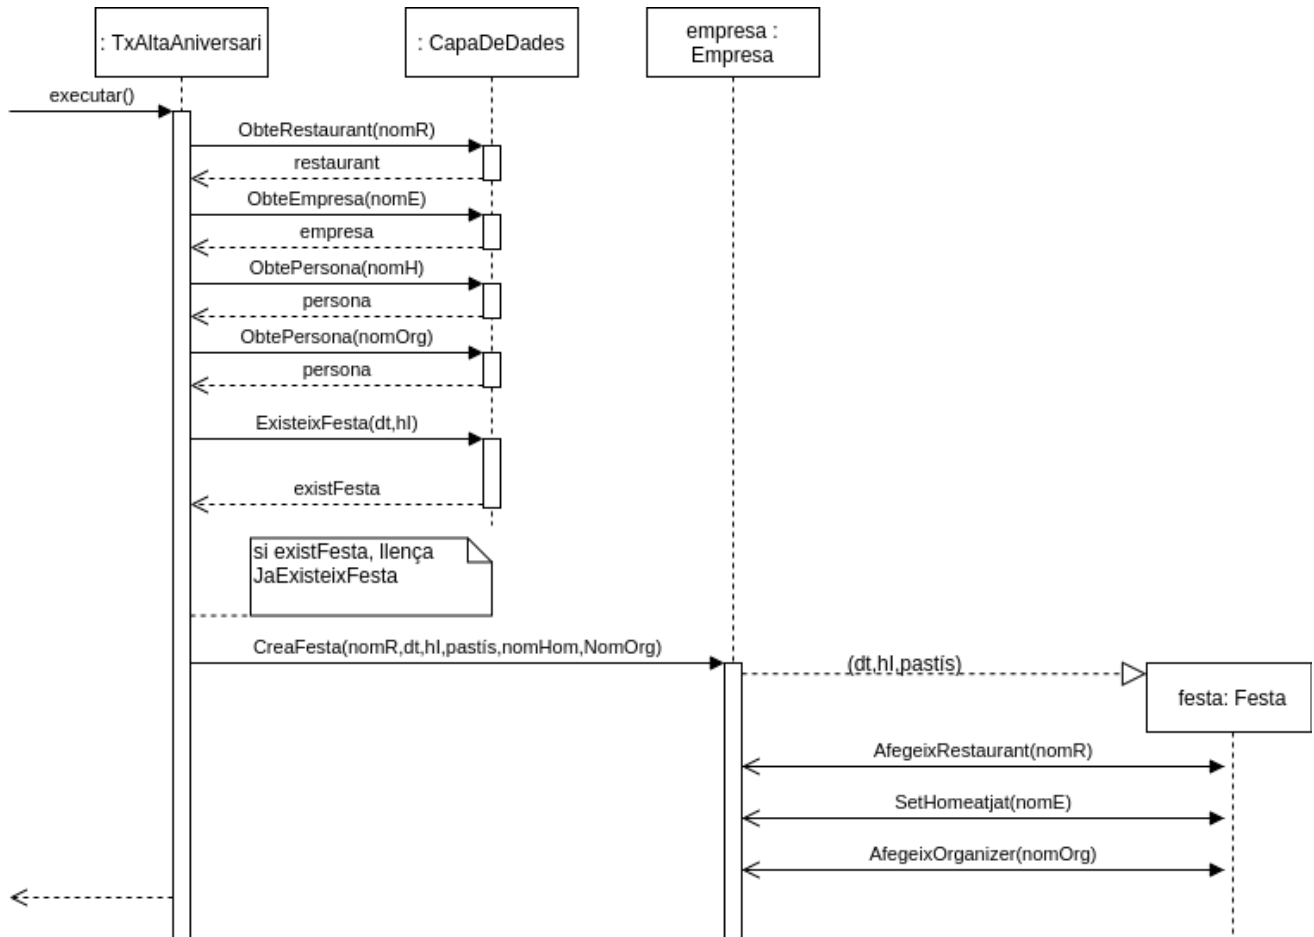 : TxAltaAniversari
: CapaDeDades
empresa :
Empresa
executar()
ObteRestaurant(nomR)
restaurant
ObteEmpresa(nomE)
empresa
ObtePersona(nomH)
persona
ObtePersona(nomOrg)
persona
ExisteixFesta(dt,hI)
existFesta
si existFesta, llença
JaExisteixFesta
CreaFesta(nomR,dt,hI,pastís,nomHom,NomOrg)
(dt,hI,pastís)
festa: Festa
AfegeixRestaurant(nomR)
SetHomeatjat(nomE)
AfegeixOrganizer(nomOrg)